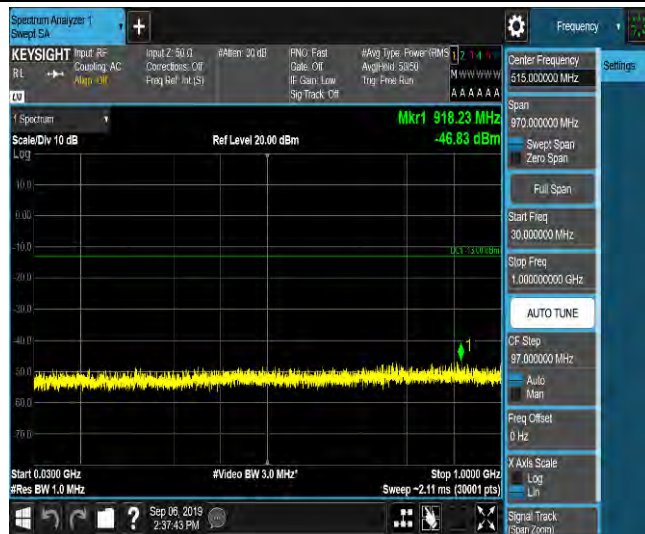 Spectrum Analyzer 1
Swept SA
+
Frequency
KEYSIGHT
RL
Input: RF
Coupling: AC
Align: Off
Input Z: 50 Ω
Corrections: Off
Freq Ref: Int (S)
#Atten: 30 dB
PNO: Fast
Gate: Off
IF Gain: Low
Sig Track: Off
#Avg Type: Power (RMS
Avg|Hold: 50/50
Trig: Free Run
M W W W W W
A A A A A A
1 Spectrum
Scale/Div 10 dB
Log
Ref Level 20.00 dBm
Mkr1 918.23 MHz
-46.83 dBm
10.0
0.00
-10.0
DL1 -13.00 dBm
-20.0
-30.0
-40.0
1
-50.0
-60.0
-70.0
Start 0.0300 GHz
#Res BW 1.0 MHz
#Video BW 3.0 MHz*
Stop 1.0000 GHz
Sweep ~2.11 ms (30001 pts)
Sep 06, 2019
2:37:43 PM
Center Frequency
515.000000 MHz
Settings
Span
970.000000 MHz
Swept Span
Zero Span
Full Span
Start Freq
30.000000 MHz
Stop Freq
1.000000000 GHz
AUTO TUNE
CF Step
97.000000 MHz
Auto
Man
Freq Offset
0 Hz
X Axis Scale
Log
Lin
Signal Track
(Span Zoom)